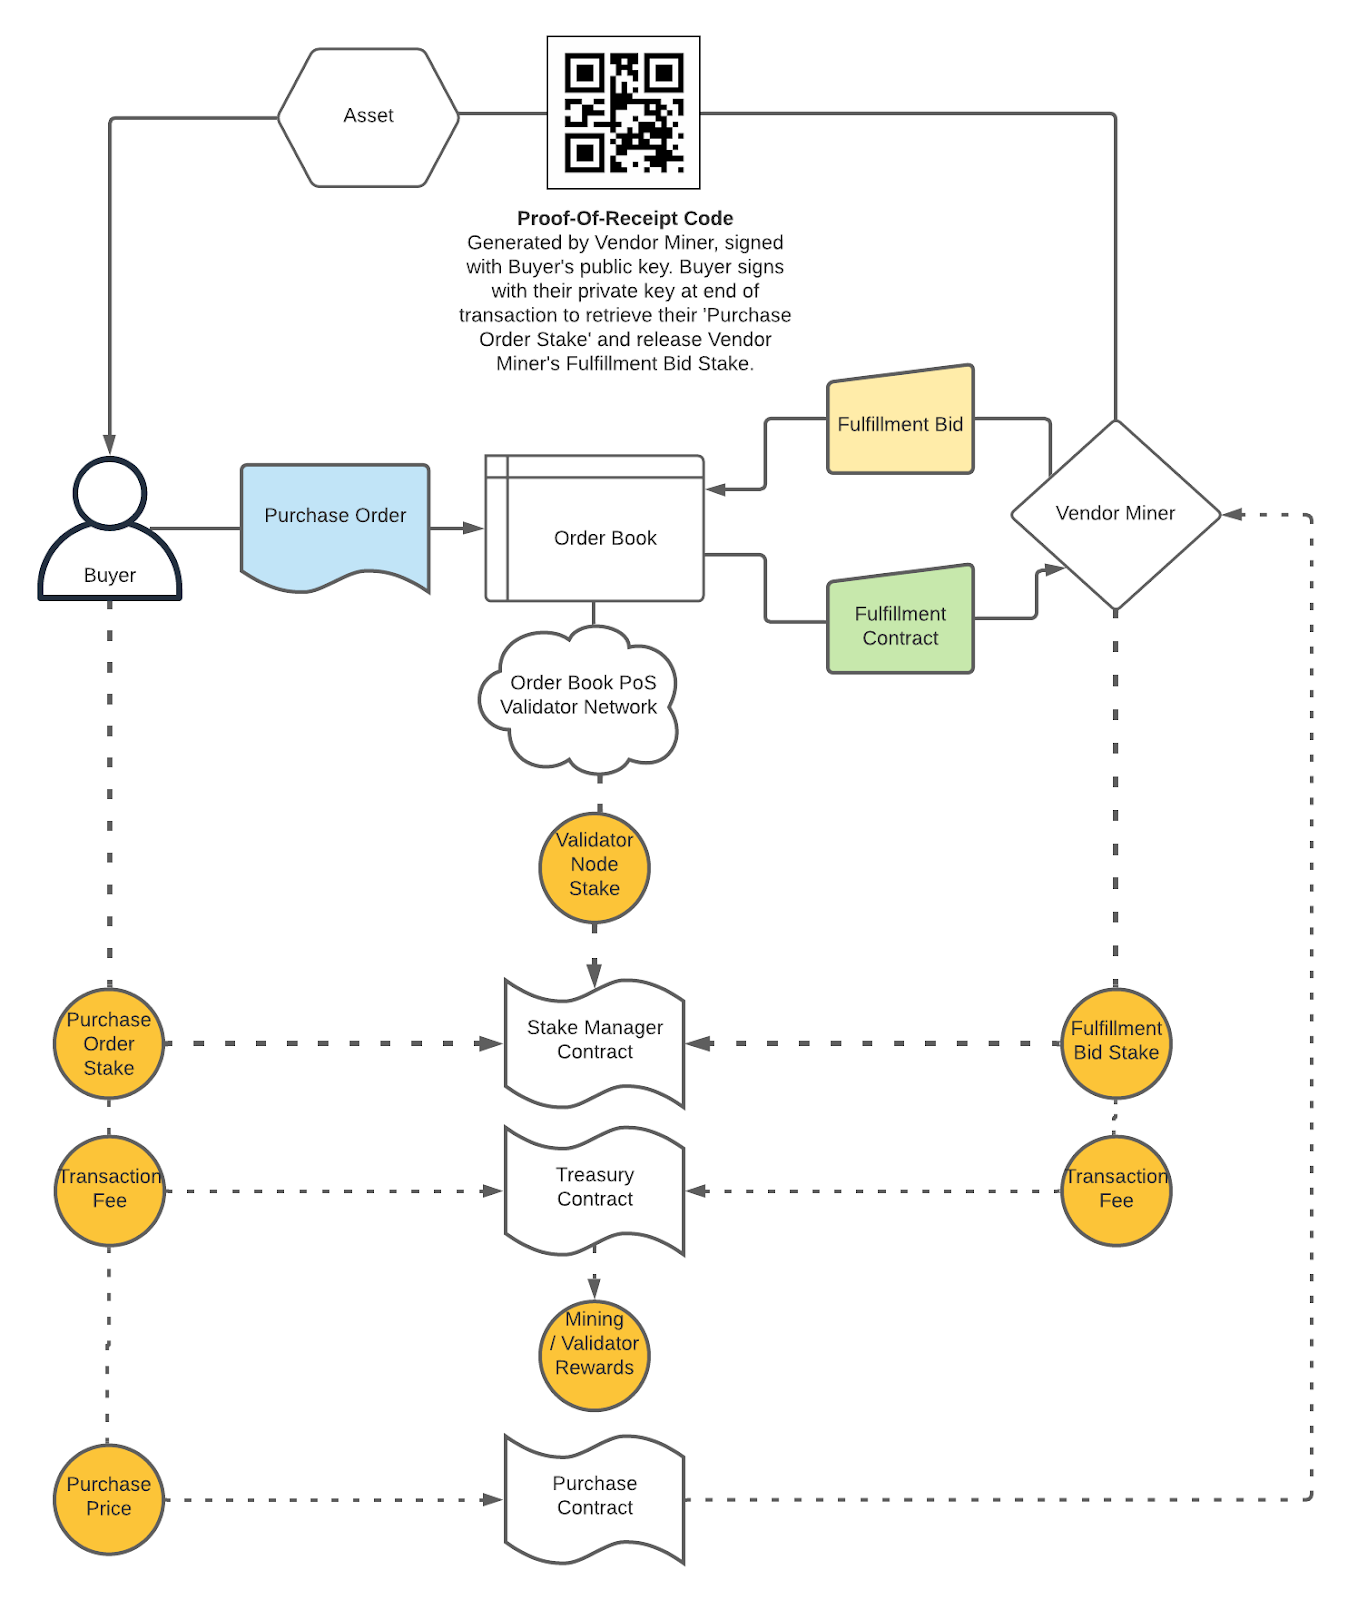 Asset
Proof-Of-Receipt Code
Generated by Vendor Miner, signed
with Buyer's public key. Buyer signs
with their private key at end of
transaction to retrieve their 'Purchase
Order Stake' and release Vendor
Miner's Fulfillment Bid Stake.
Fulfillment Bid
Buyer
Purchase Order
Order Book
Vendor Miner
Fulfillment
Contract
Order Book PoS
Validator Network
Validator
Node
Stake
Purchase
Order
Stake
Stake Manager
Contract
Fulfillment
Bid Stake
Transaction
Fee
Treasury
Contract
Transaction
Fee
Mining
/ Validator
Rewards
Purchase
Price
Purchase
Contract